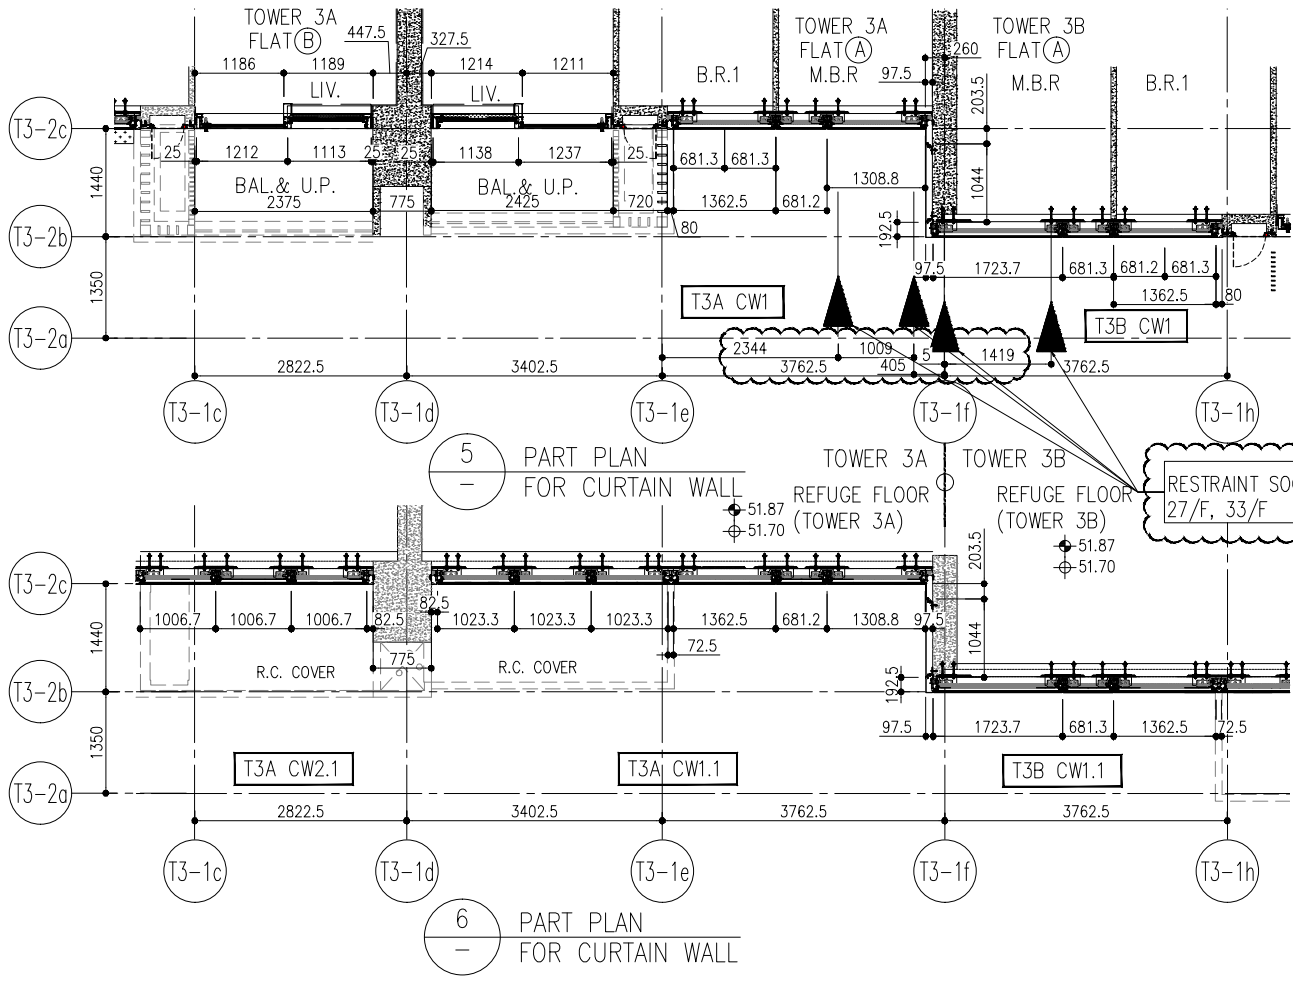 TOWER 3A
FLAT B
447.5
327.5
1186
1189
1214
1211
LIV.
LIV.
B.R.1
TOWER 3A
FLAT A
M.B.R
97.5
260
TOWER 3B
FLAT A
M.B.R
B.R.1
203.5
T3-2c
25
1212
1113
25
25
1138
1237
25
681.3
681.3
1308.8
1044
1440
BAL.& U.P.
BAL.& U.P.
2375
775
2425
720
1362.5
681.2
80
192.5
T3-2b
97.5
1723.7
681.3
681.2
681.3
1362.5
80
1350
T3A CW1
T3B CW1
T3-2a
2344
1009
5
1419
2822.5
3402.5
3762.5
405
3762.5
T3-1c
T3-1d
T3-1e
T3-1f
T3-1h
5
–
PART PLAN
FOR CURTAIN WALL
TOWER 3A
TOWER 3B
REFUGE FLOOR
(TOWER 3A)
REFUGE FLOOR
(TOWER 3B)
51.87
51.70
51.87
51.70
RESTRAINT SO
27/F, 33/F
T3-2c
203.5
1006.7
1006.7
1006.7
82.5
82.5
1023.3
1023.3
1023.3
1362.5
681.2
1308.8
97.5
1044
1440
72.5
775
R.C. COVER
R.C. COVER
192.5
T3-2b
97.5
1723.7
681.3
1362.5
72.5
1350
T3A CW2.1
T3A CW1.1
T3B CW1.1
T3-2a
2822.5
3402.5
3762.5
3762.5
T3-1c
T3-1d
T3-1e
T3-1f
T3-1h
6
–
PART PLAN
FOR CURTAIN WALL